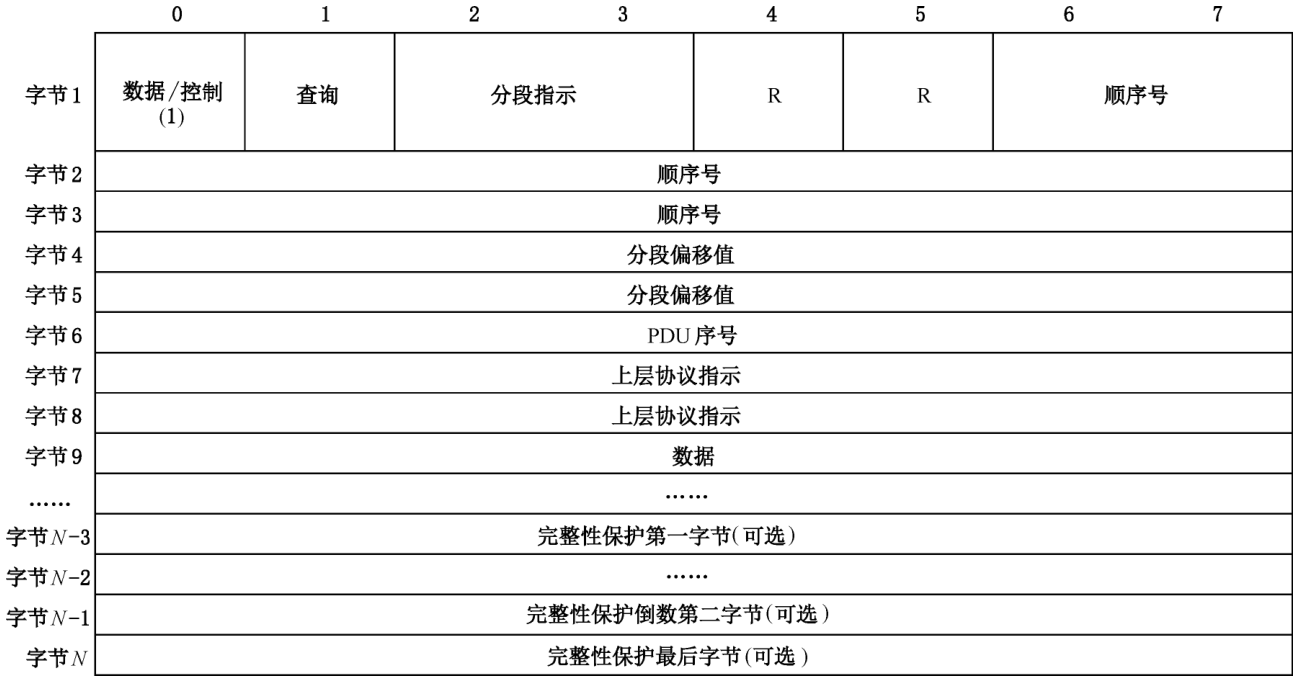 0 1 2 3 4 5 6 7
字节1 数据/控制 (1) 查询 分段指示 R R 顺序号
字节2 顺序号
字节3 顺序号
字节4 分段偏移值
字节5 分段偏移值
字节6 PDU 序号
字节7 上层协议指示
字节8 上层协议指示
字节9 数据
…… ……
字节N-3 完整性保护第一字节(可选)
字节N-2 ……
字节N-1 完整性保护倒数第二字节(可选)
字节N 完整性保护最后字节(可选)